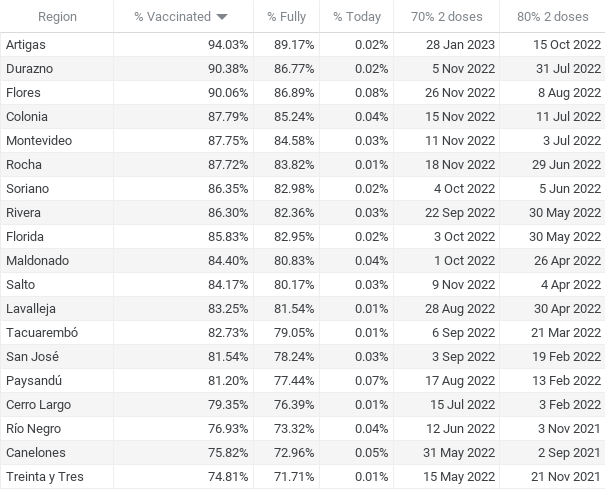 Region % Vaccinated % Fully % Today 70% 2 doses 80% 2 doses
Artigas 94.03% 89.17% 0.02% 28 Jan 2023 15 Oct 2022
Durazno 90.38% 86.77% 0.02% 5 Nov 2022 31 Jul 2022
Flores 90.06% 86.89% 0.08% 26 Nov 2022 8 Aug 2022
Colonia 87.79% 85.24% 0.04% 15 Nov 2022 11 Jul 2022
Montevideo 87.75% 84.58% 0.03% 11 Nov 2022 3 Jul 2022
Rocha 87.72% 83.82% 0.01% 18 Nov 2022 29 Jun 2022
Soriano 86.35% 82.98% 0.02% 4 Oct 2022 5 Jun 2022
Rivera 86.30% 82.36% 0.03% 22 Sep 2022 30 May 2022
Florida 85.83% 82.95% 0.02% 3 Oct 2022 30 May 2022
Maldonado 84.40% 80.83% 0.04% 1 Oct 2022 26 Apr 2022
Salto 84.17% 80.17% 0.03% 9 Nov 2022 4 Apr 2022
Lavalleja 83.25% 81.54% 0.01% 28 Aug 2022 30 Apr 2022
Tacuarembó 82.73% 79.05% 0.01% 6 Sep 2022 21 Mar 2022
San José 81.54% 78.24% 0.03% 3 Sep 2022 19 Feb 2022
Paysandú 81.20% 77.44% 0.07% 17 Aug 2022 13 Feb 2022
Cerro Largo 79.35% 76.39% 0.01% 15 Jul 2022 3 Feb 2022
Río Negro 76.93% 73.32% 0.04% 12 Jun 2022 3 Nov 2021
Canelones 75.82% 72.96% 0.05% 31 May 2022 2 Sep 2021
Treinta y Tres 74.81% 71.71% 0.01% 15 May 2022 21 Nov 2021